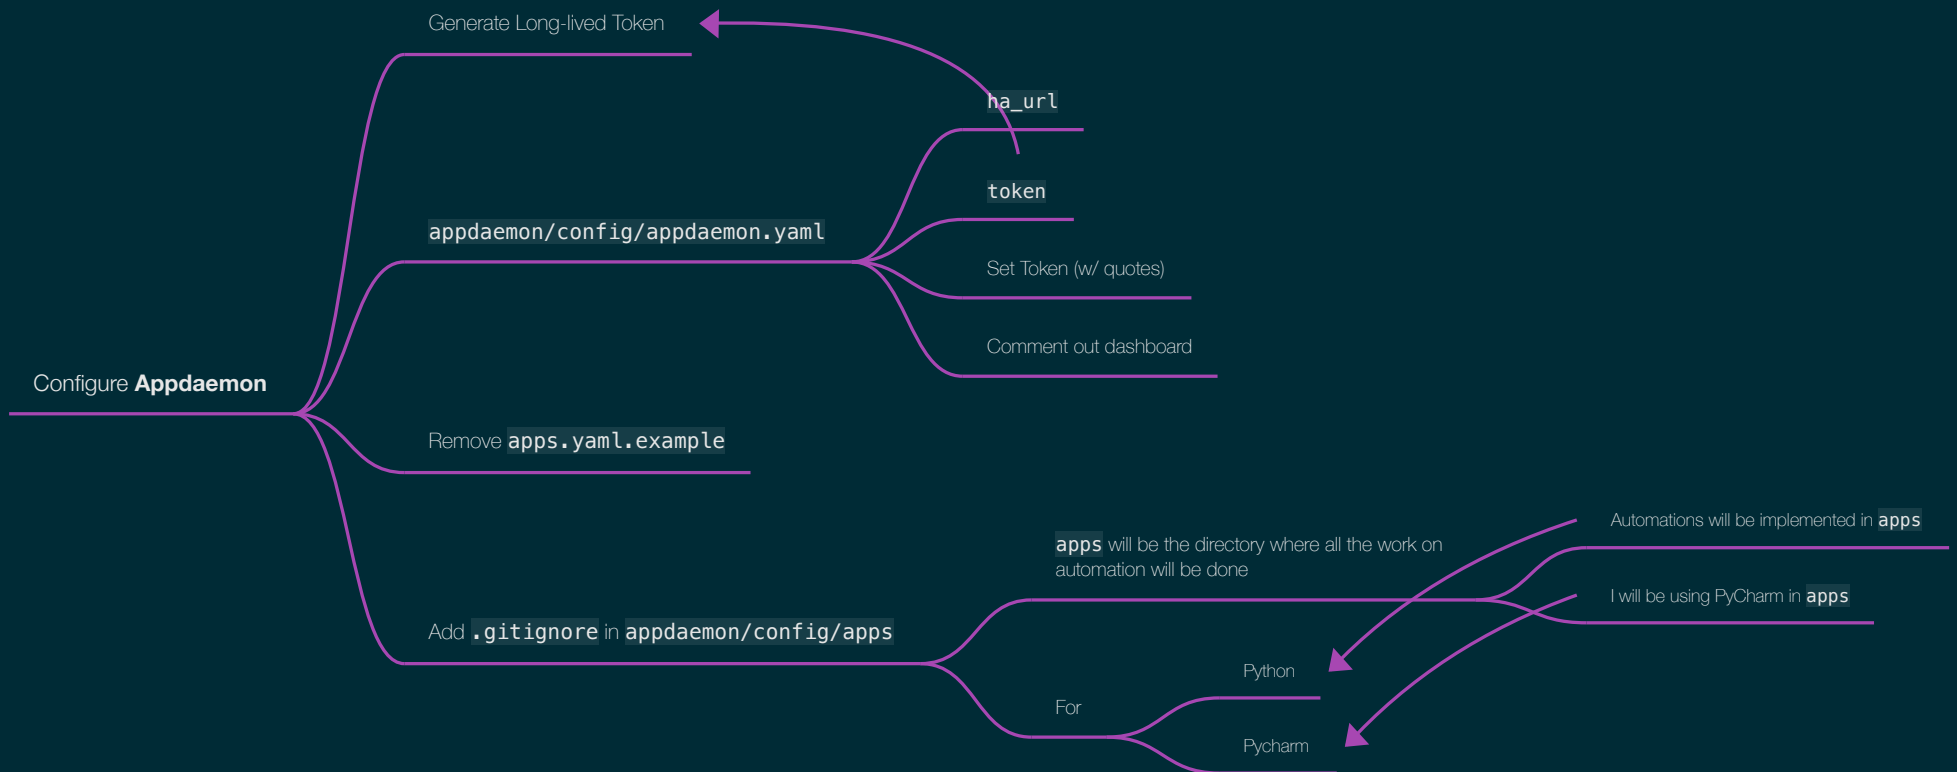 Generate Long-lived Token
ha_url
token
appdaemon/config/appdaemon.yaml
Set Token (w/ quotes)
Comment out dashboard
Configure Appdaemon
Remove apps.yaml.example
apps will be the directory where all the work on
automation will be done
Automations will be implemented in apps
I will be using PyCharm in apps
Add .gitignore in appdaemon/config/apps
For
Python
Pycharm